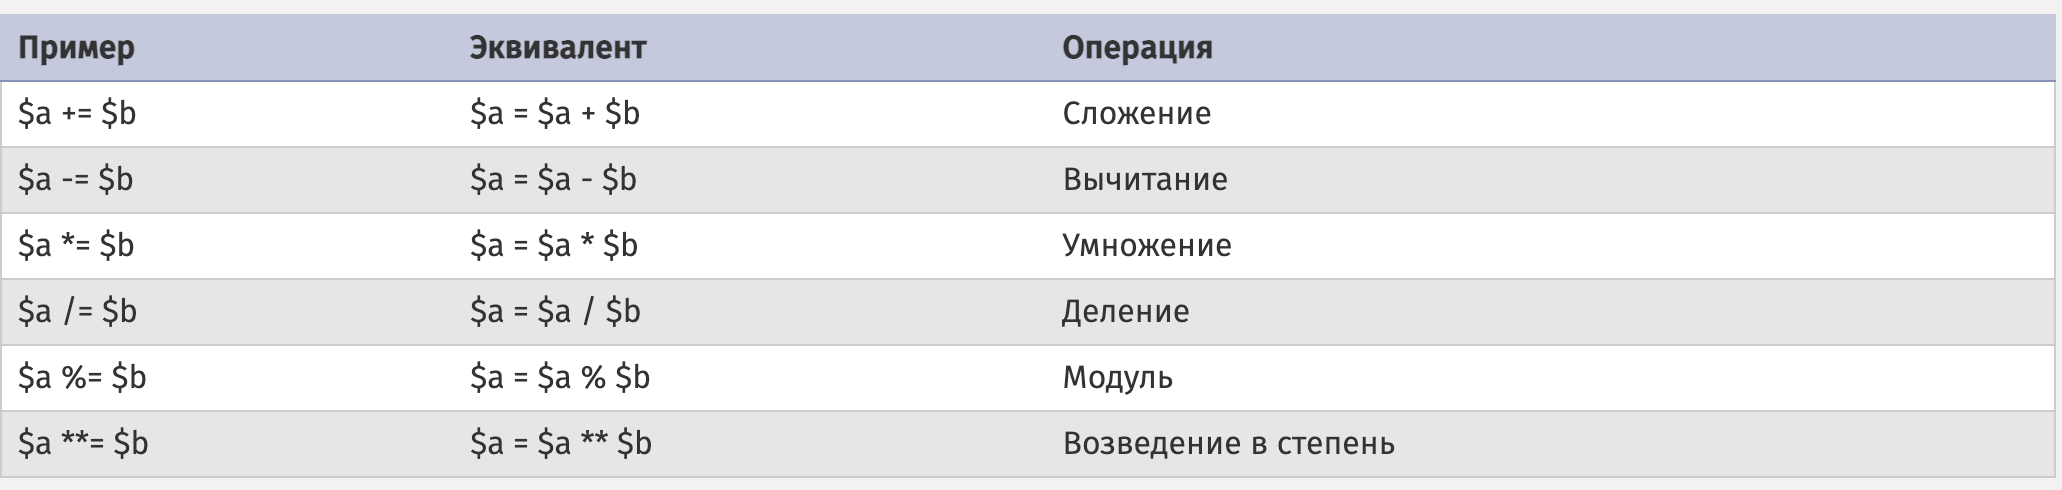 Пример Эквивалент Операция
$a += $b $a = $a + $b Сложение
$a -= $b $a = $a - $b Вычитание
$a *= $b $a = $a * $b Умножение
$a /= $b $a = $a / $b Деление
$a %= $b $a = $a % $b Модуль
$a **= $b $a = $a ** $b Возведение в степень